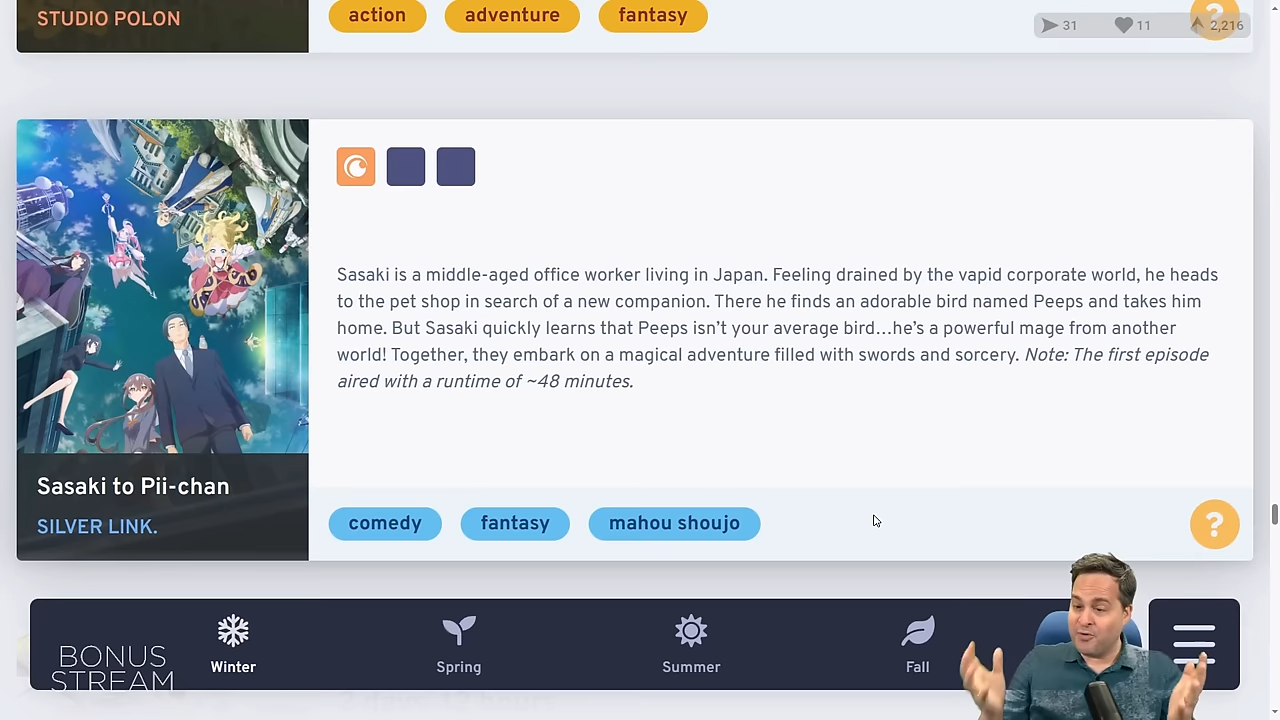 STUDIO POLON
action
adventure
fantasy
31
11
2,216
Sasaki is a middle-aged office worker living in Japan. Feeling drained by the vapid corporate world, he heads
to the pet shop in search of a new companion. There he finds an adorable bird named Peeps and takes him
home. But Sasaki quickly learns that Peeps isn’t your average bird…he’s a powerful mage from another
world! Together, they embark on a magical adventure filled with swords and sorcery. Note: The first episode
aired with a runtime of ~48 minutes.
Sasaki to Pii-chan
SILVER LINK.
comedy
fantasy
mahou shoujo
?
BONUS
STREAM
Winter
Spring
Summer
Fall